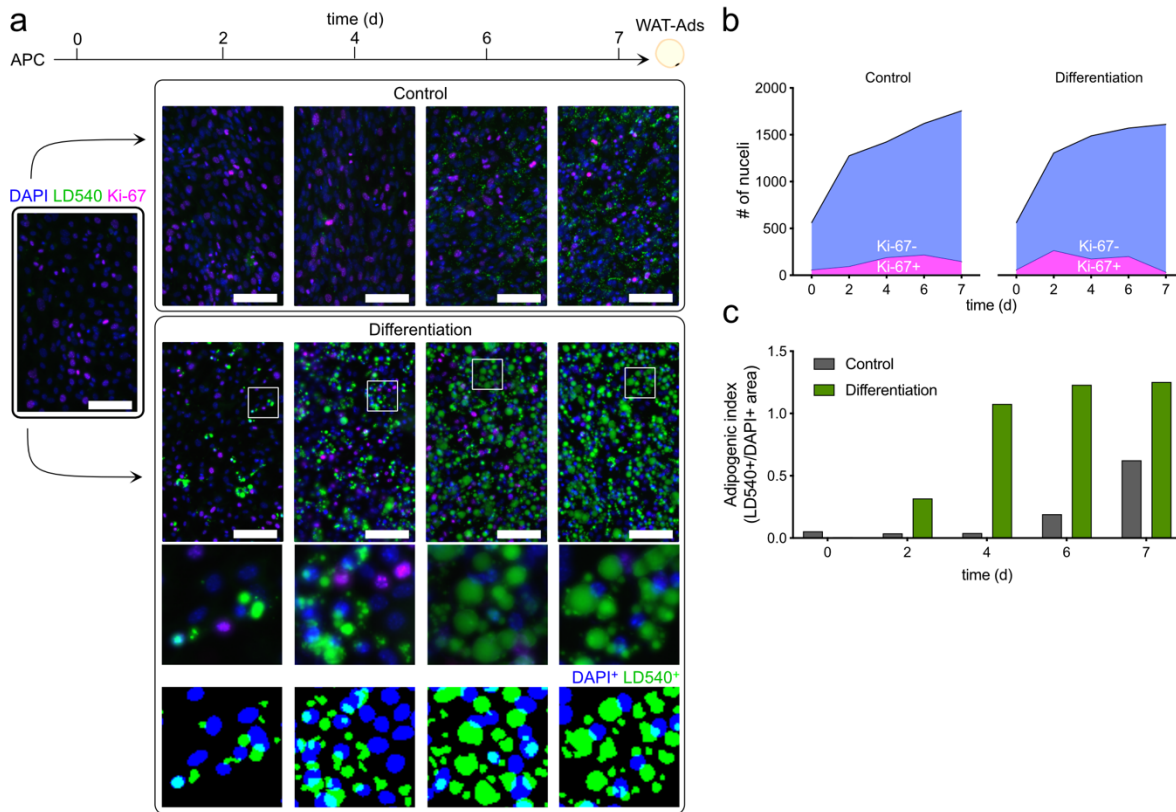 a
time (d)
0 2 4 6 7
WAT-Ads
APC
Control
DAPI LD540 Ki-67
Differentiation
DAPI⁺ LD540⁺
b
Control Differentiation
# of nuceli
2000
1500
1000
500
0
Ki-67-
Ki-67+
Ki-67-
Ki-67+
0 2 4 6 7 0 2 4 6 7
time (d) time (d)
c
Adipogenic index
(LD540+/DAPI+ area)
1.5
1.0
0.5
0.0
Control
Differentiation
0 2 4 6 7
time (d)